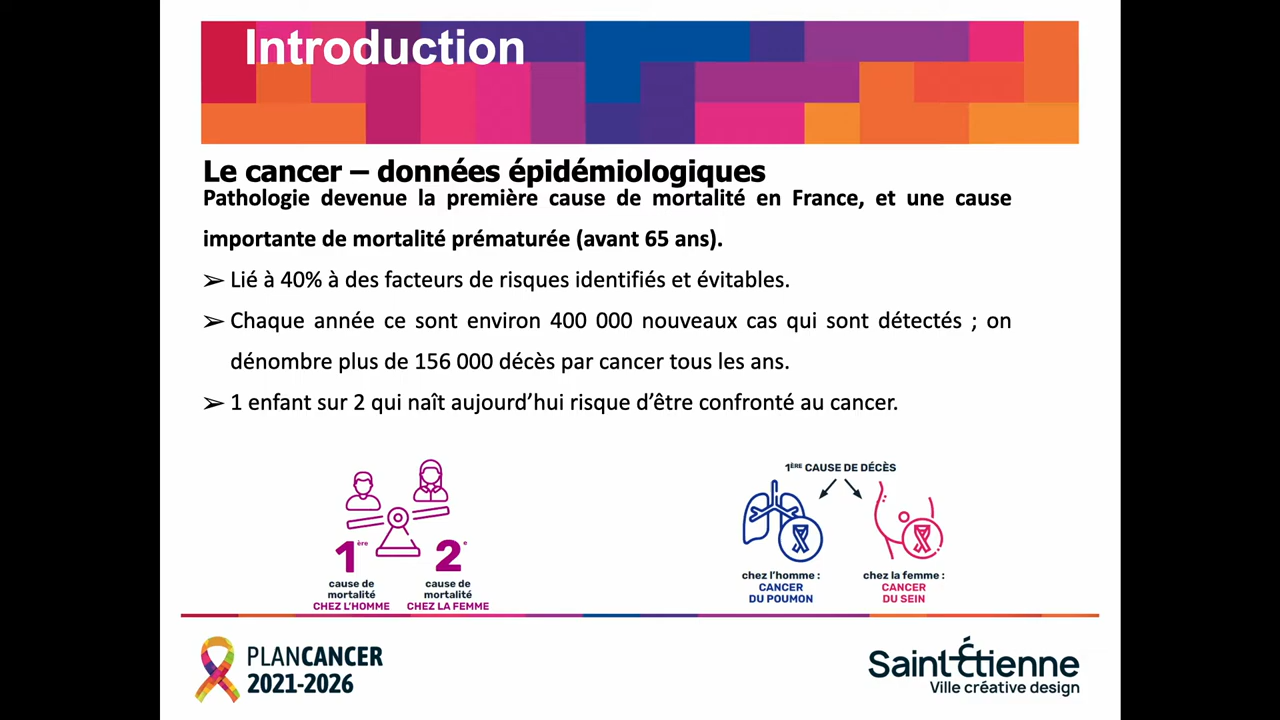 Introduction
Le cancer – données épidémiologiques
Pathologie devenue la première cause de mortalité en France, et une cause
importante de mortalité prématurée (avant 65 ans).
➢ Lié à 40% à des facteurs de risques identifiés et évitables.
➢ Chaque année ce sont environ 400 000 nouveaux cas qui sont détectés ; on
dénombre plus de 156 000 décès par cancer tous les ans.
➢ 1 enfant sur 2 qui naît aujourd’hui risque d’être confronté au cancer.
1ère
cause de
mortalité
CHEZ L’HOMME
2e
cause de
mortalité
CHEZ LA FEMME
1ÈRE CAUSE DE DÉCÈS
chez l’homme :
CANCER
DU POUMON
chez la femme :
CANCER
DU SEIN
PLANCANCER
2021-2026
Saint-Étienne
Ville créative design